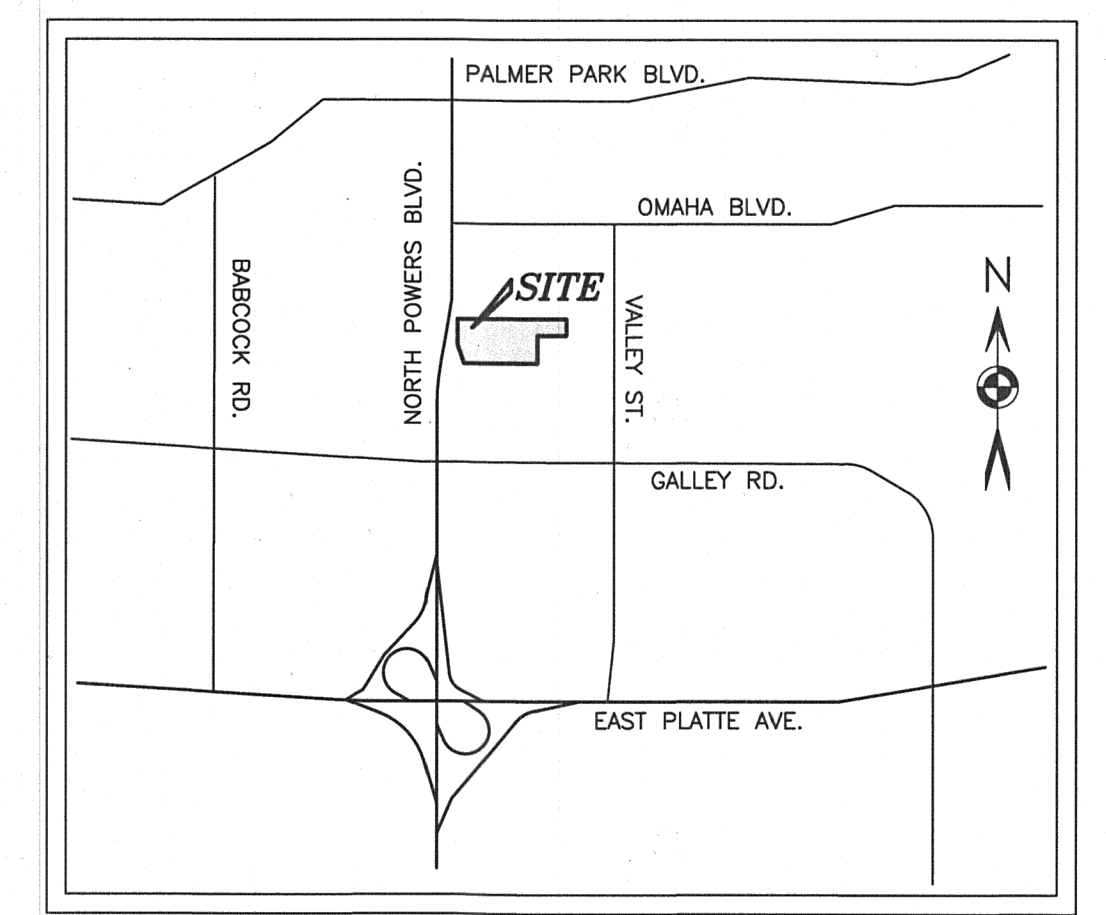 PALMER PARK BLVD.
OMAHA BLVD.
NORTH POWERS BLVD.
BABCOCK RD.
SITE
VALLEY ST.
N
GALLEY RD.
EAST PLATTE AVE.